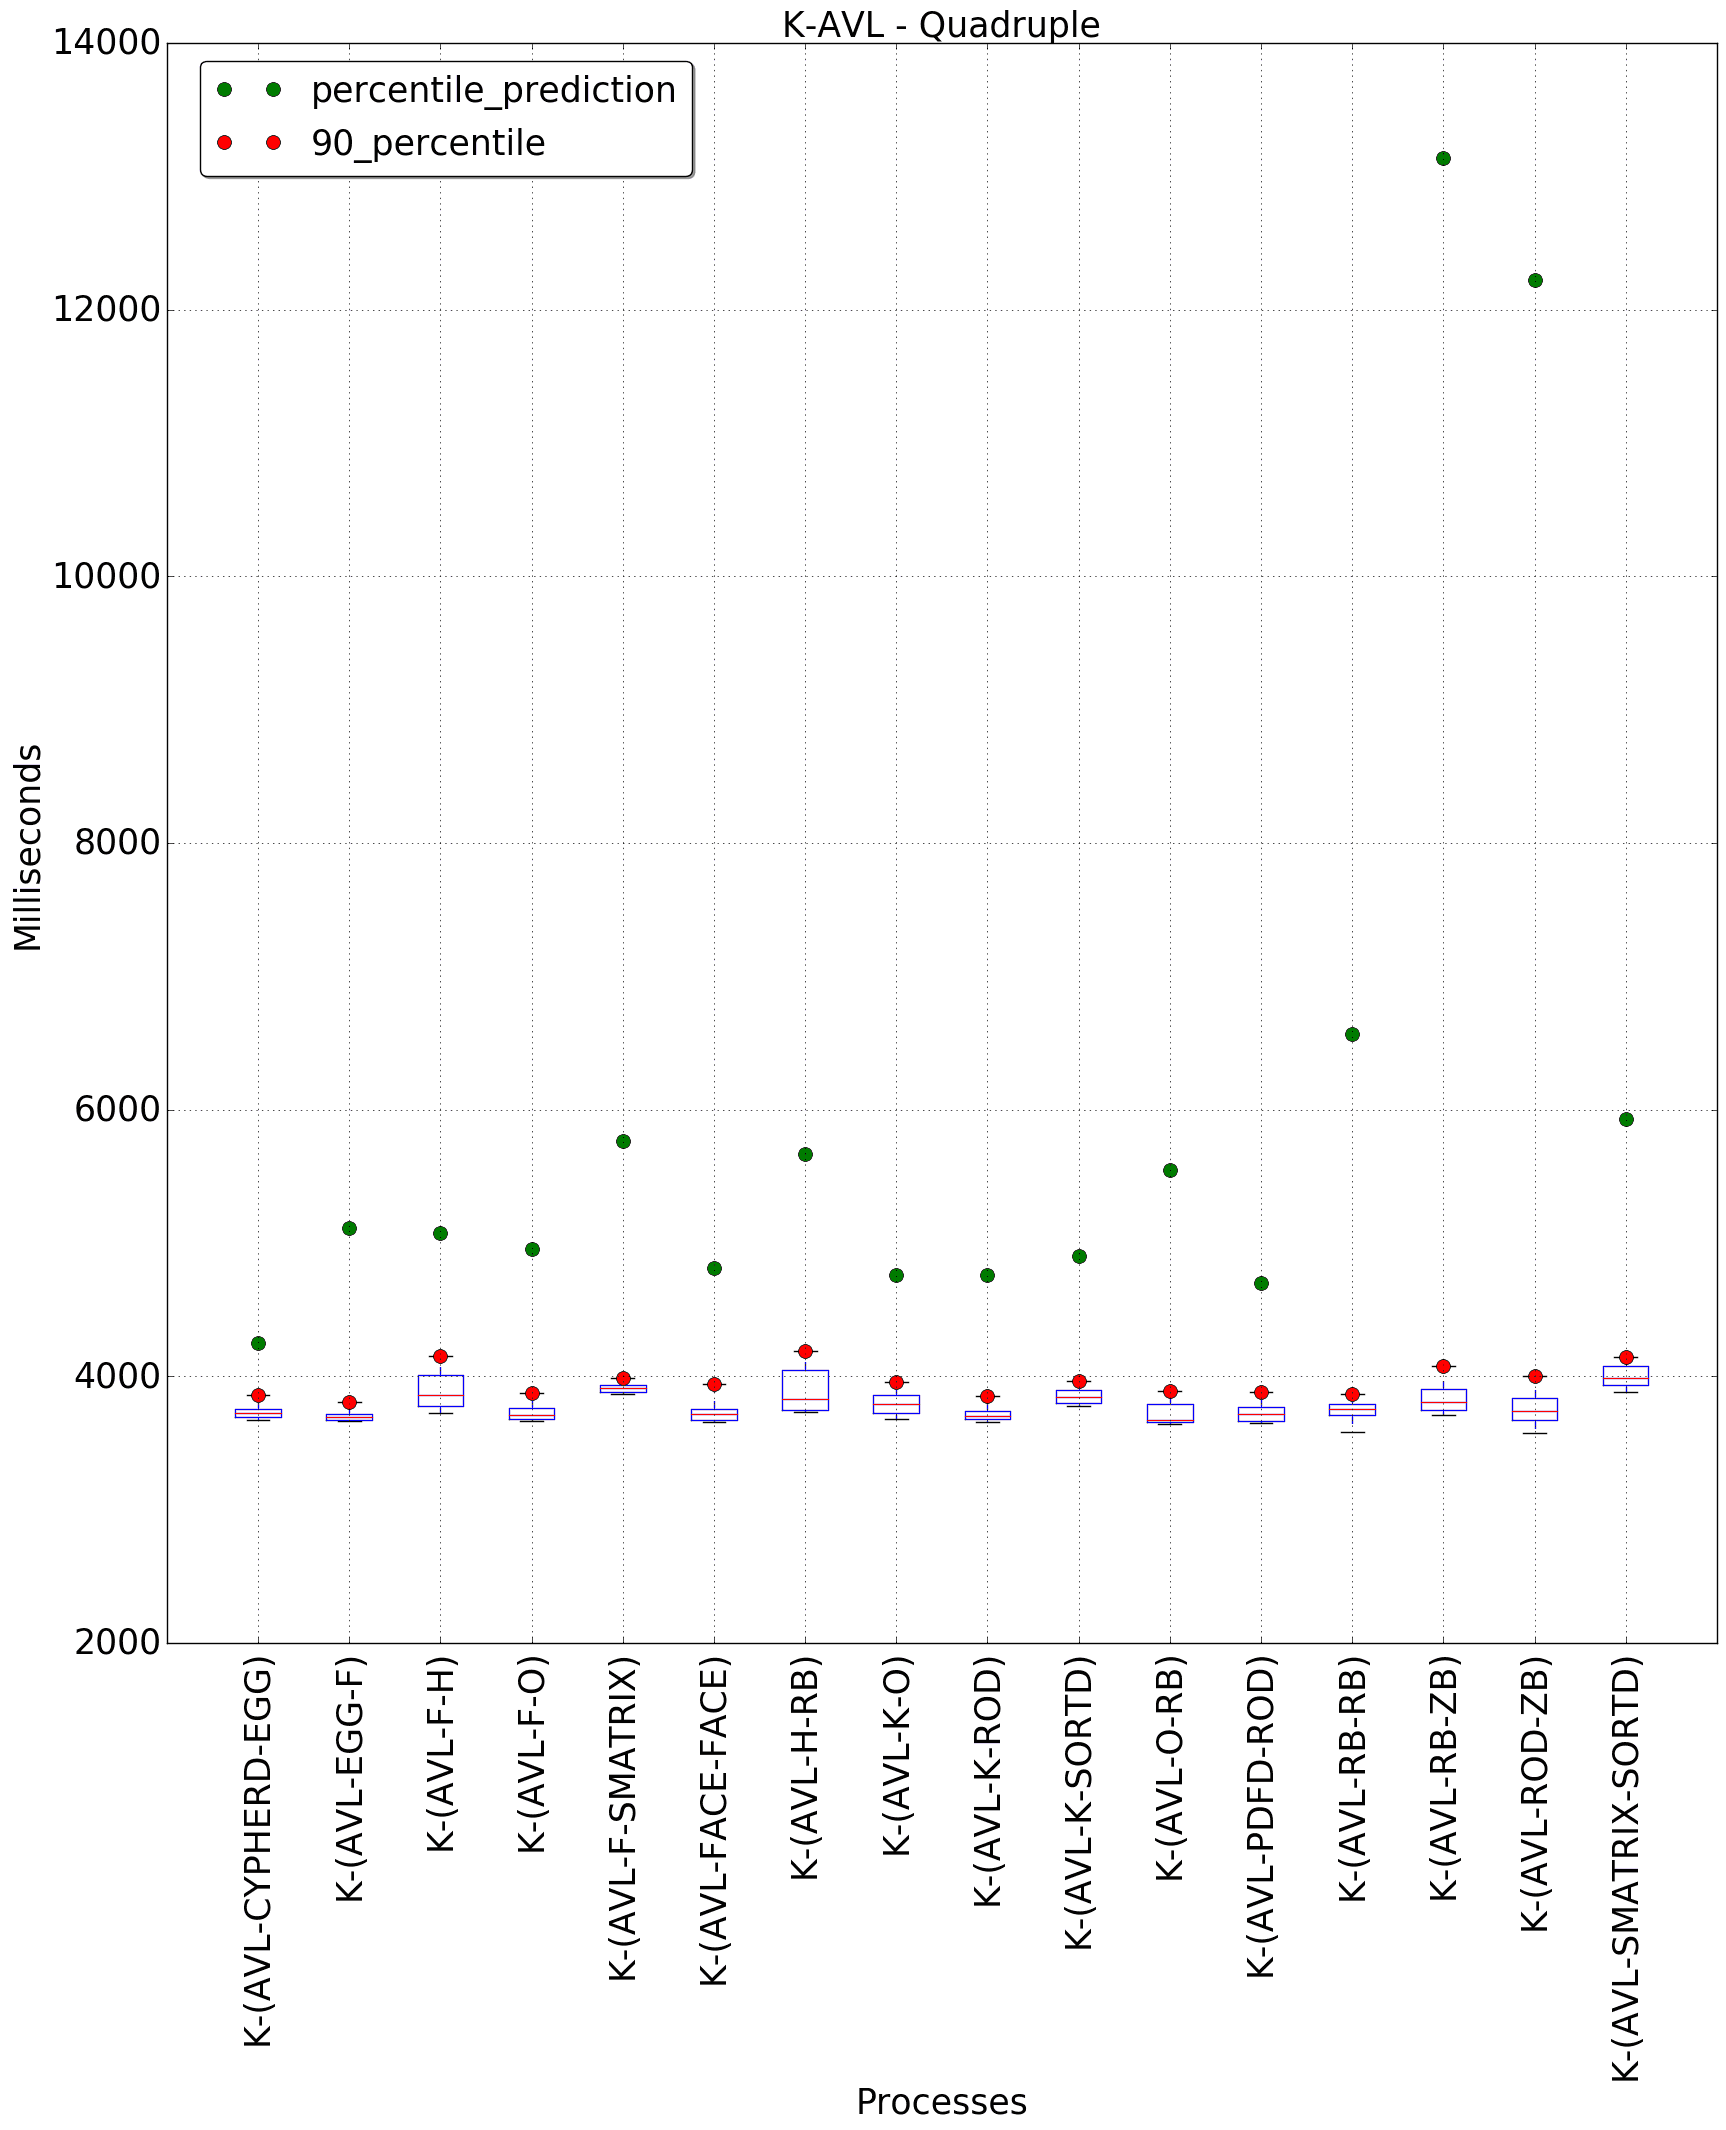 K-AVL - Quadruple
14000
12000
10000
8000
6000
4000
2000
Milliseconds
percentile_prediction
90_percentile
K-(AVL-CYPHERD-EGG)
K-(AVL-EGG-F)
K-(AVL-F-H)
K-(AVL-F-O)
K-(AVL-F-SMATRIX)
K-(AVL-FACE-FACE)
K-(AVL-H-RB)
K-(AVL-K-O)
K-(AVL-K-ROD)
K-(AVL-K-SORTD)
K-(AVL-O-RB)
K-(AVL-PDFD-ROD)
K-(AVL-RB-RB)
K-(AVL-RB-ZB)
K-(AVL-ROD-ZB)
K-(AVL-SMATRIX-SORTD)
Processes